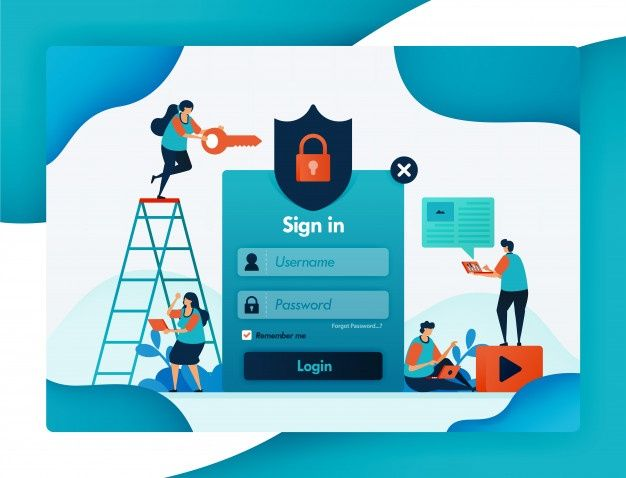 Sign in
Username
Password
Forgot Password...?
Remember me
Login